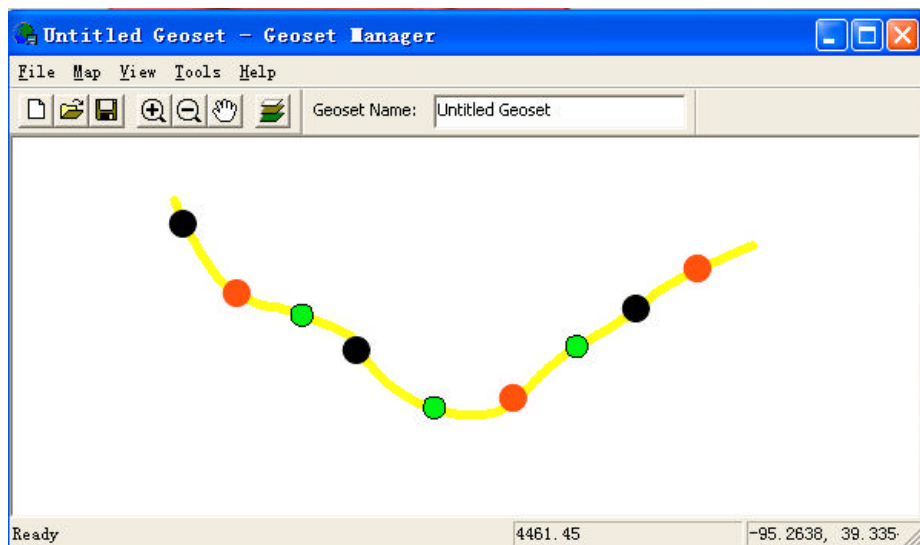 Untitled Geoset - Geoset Manager
File Map View Tools Help
Geoset Name: Untitled Geoset
Ready 4461.45 -95.2638, 39.335